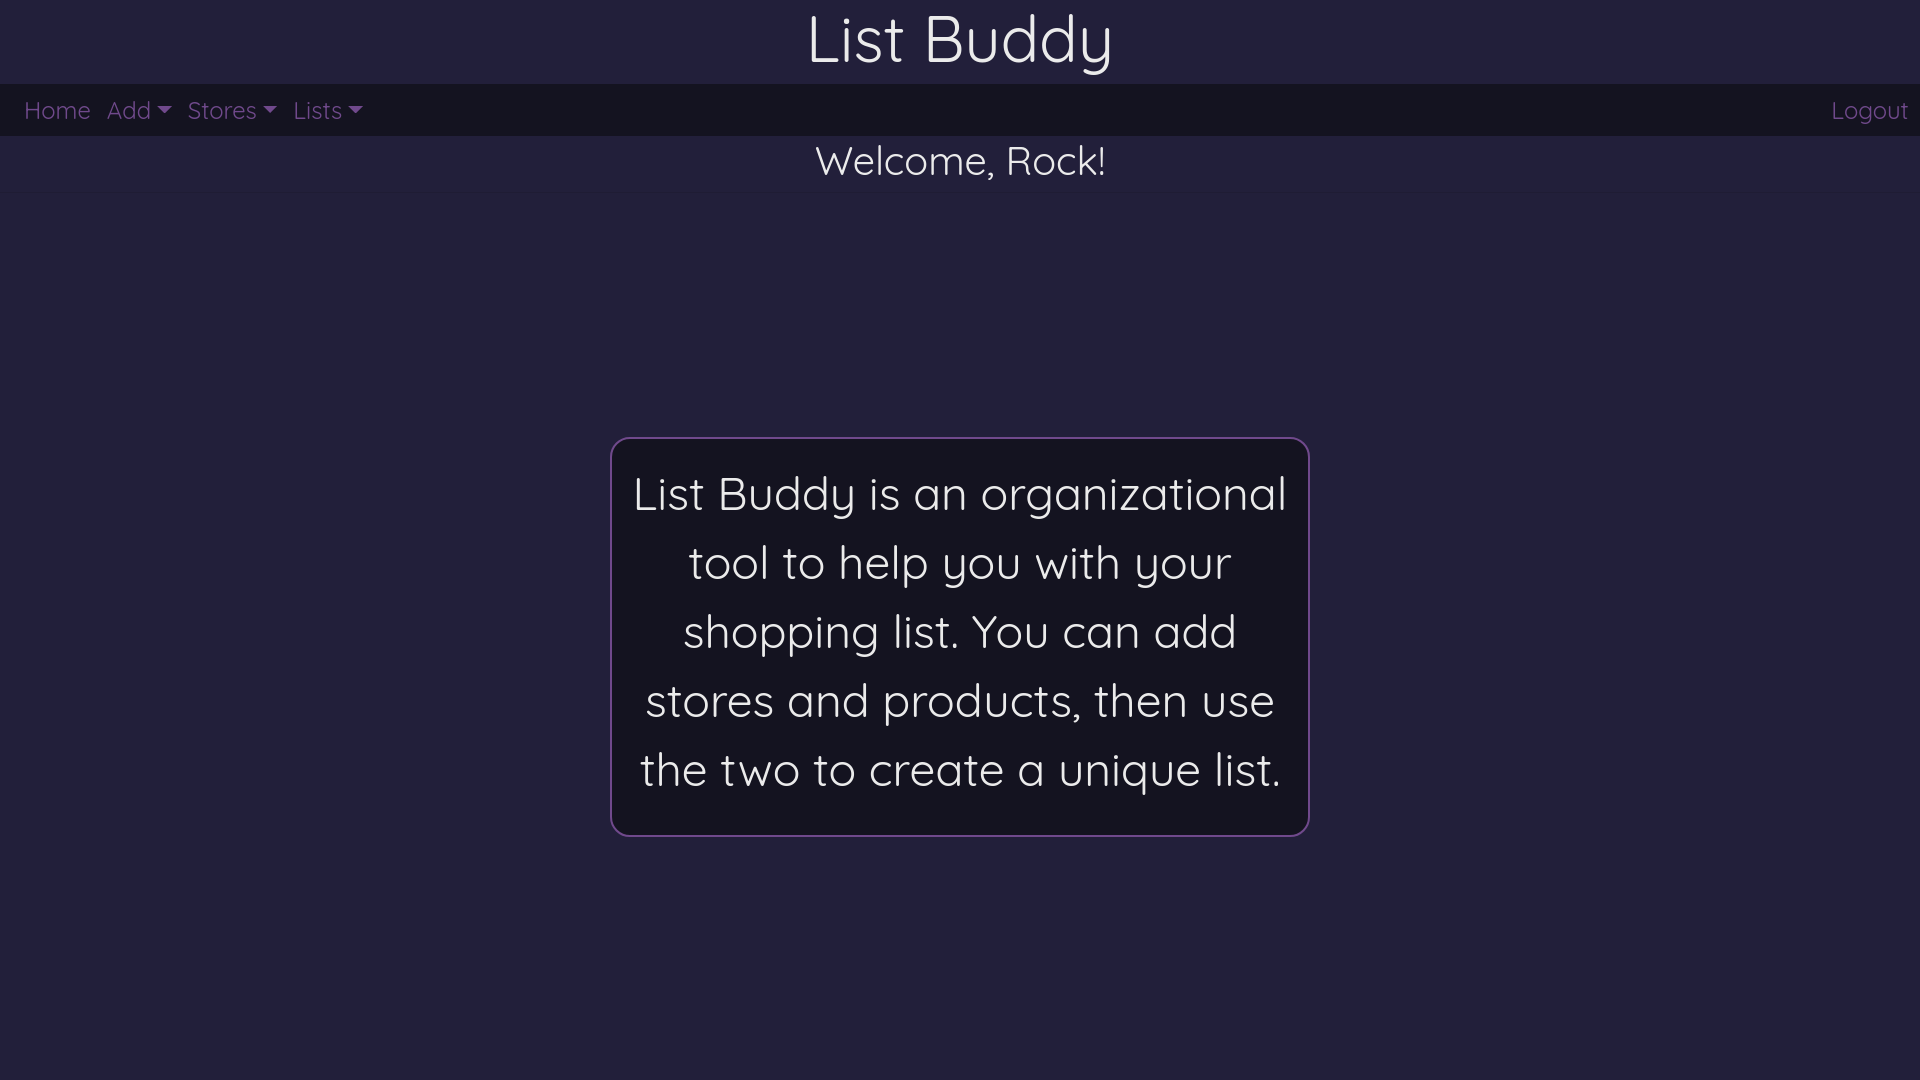 List Buddy
Home Add Stores Lists Logout
Welcome, Rock!
List Buddy is an organizational
tool to help you with your
shopping list. You can add
stores and products, then use
the two to create a unique list.